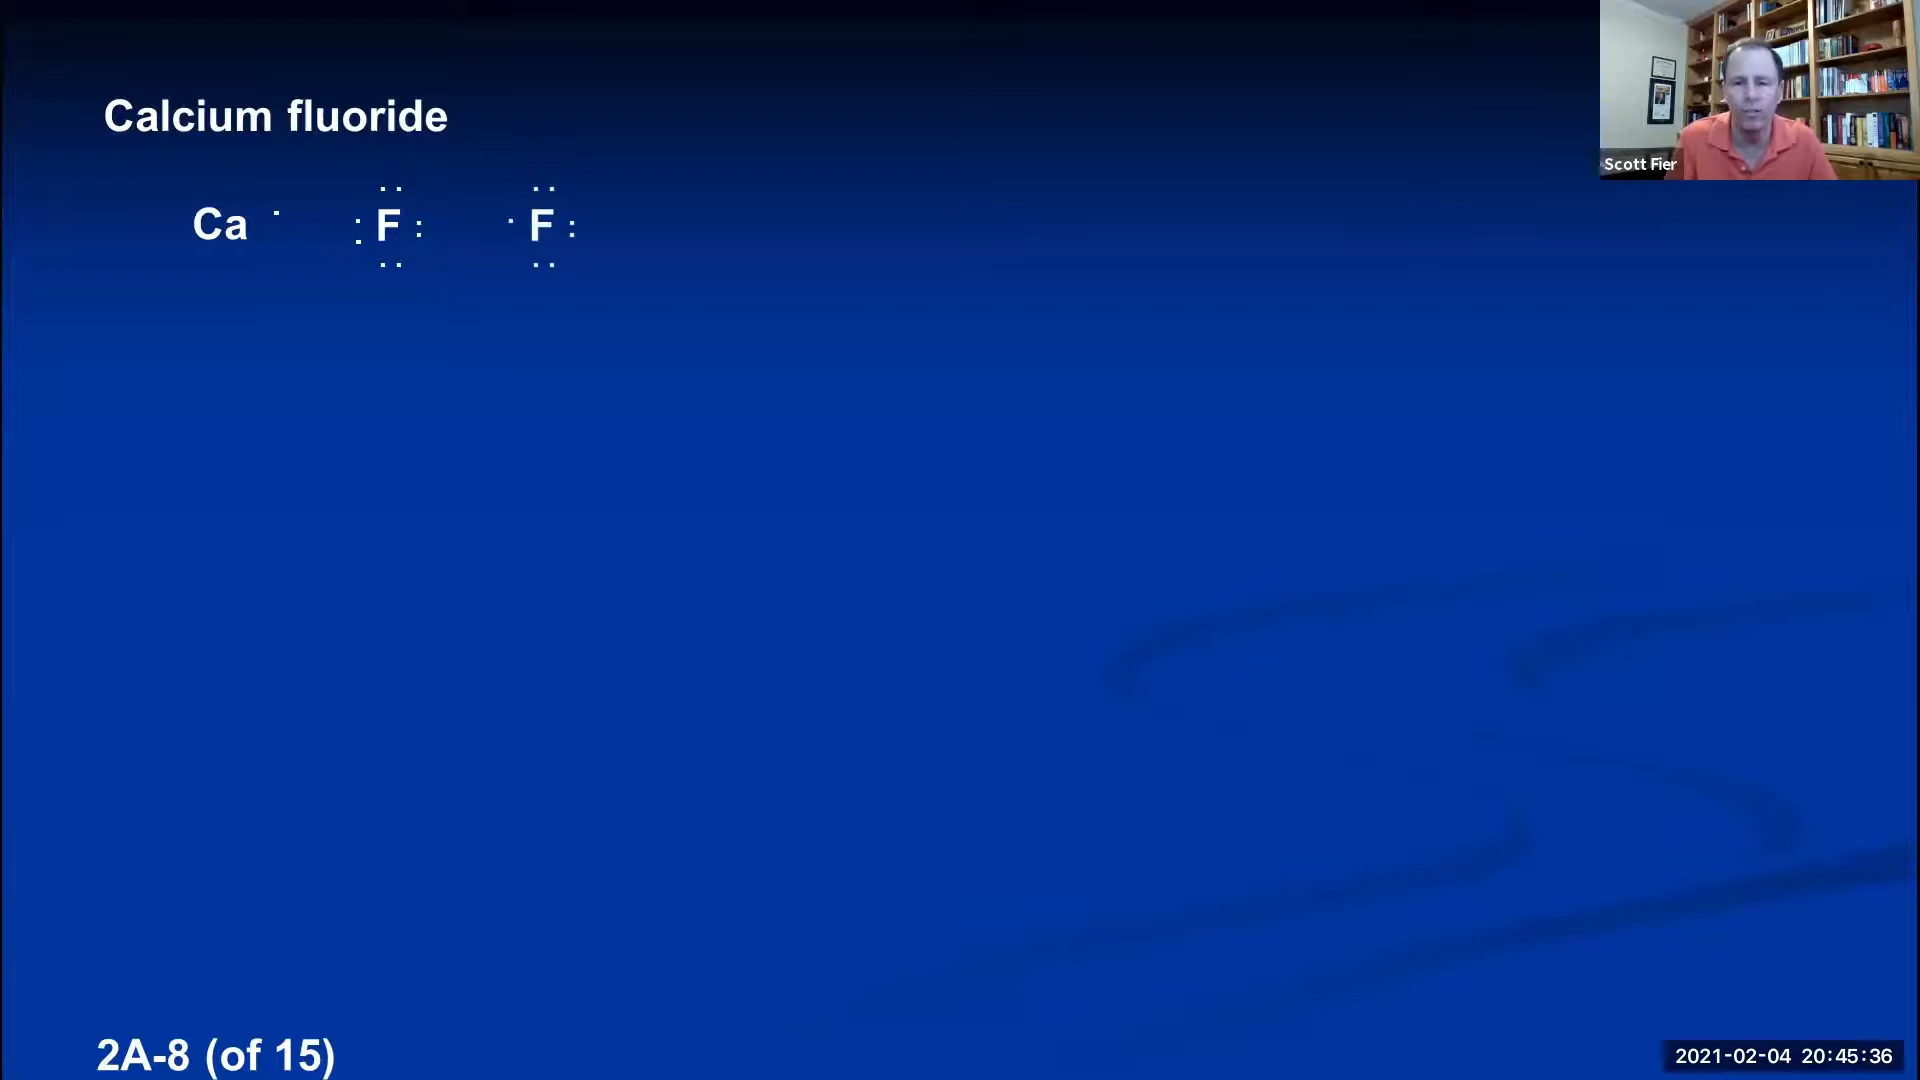 Calcium fluoride
Scott Fier
Ca · : F : · F :
2A-8 (of 15)
2021-02-04 20:45:36